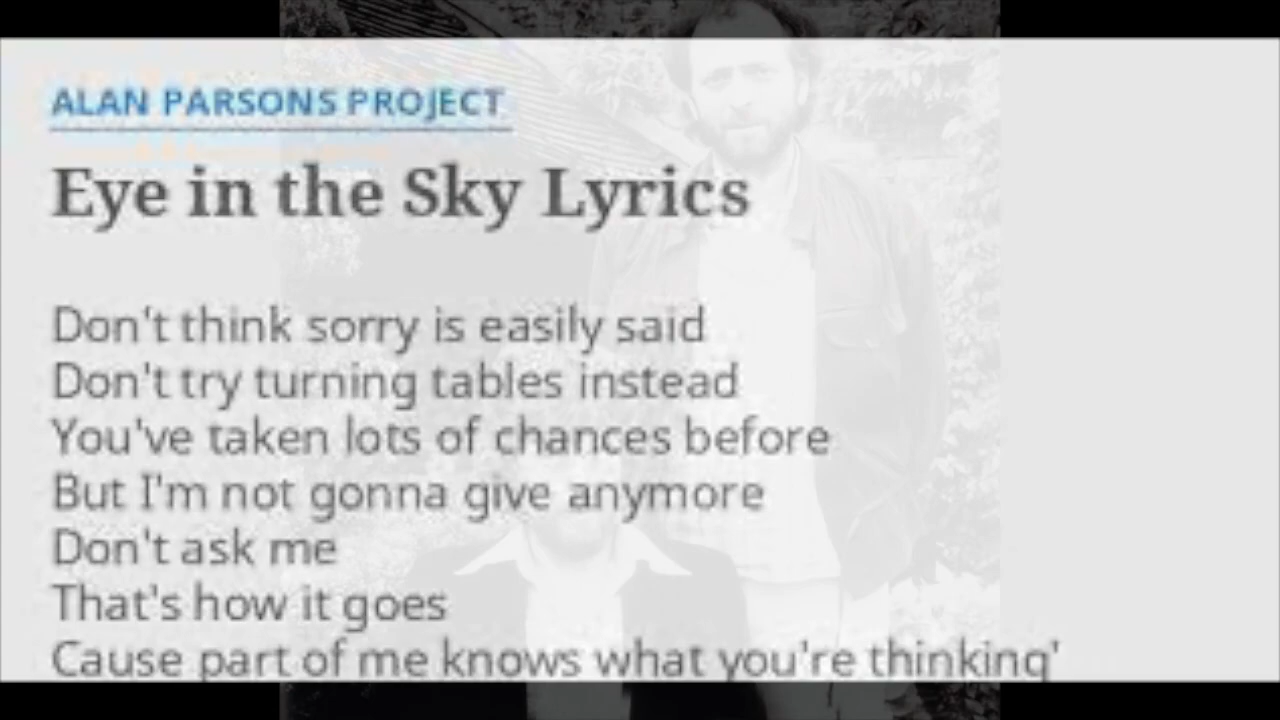 ALAN PARSONS PROJECT
Eye in the Sky Lyrics
Don't think sorry is easily said
Don't try turning tables instead
You've taken lots of chances before
But I'm not gonna give anymore
Don't ask me
That's how it goes
Cause part of me knows what you're thinking'